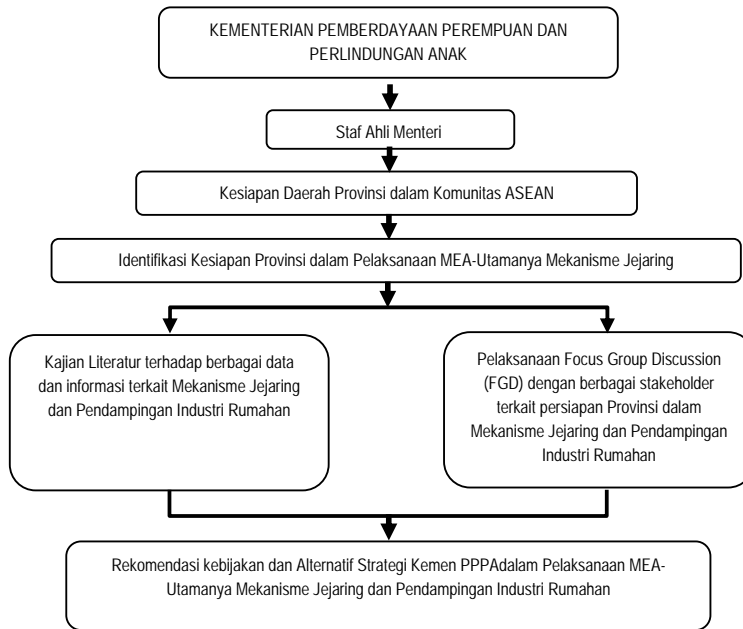 KEMENTERIAN PEMBERDAYAAN PEREMPUAN DAN
PERLINDUNGAN ANAK
Staf Ahli Menteri
Kesiapan Daerah Provinsi dalam Komunitas ASEAN
Identifikasi Kesiapan Provinsi dalam Pelaksanaan MEA-Utamanya Mekanisme Jejaring
Kajian Literatur terhadap berbagai data
dan informasi terkait Mekanisme Jejaring
dan Pendampingan Industri Rumahan
Pelaksanaan Focus Group Discussion
(FGD) dengan berbagai stakeholder
terkait persiapan Provinsi dalam
Mekanisme Jejaring dan Pendampingan
Industri Rumahan
Rekomendasi kebijakan dan Alternatif Strategi Kemen PPPAdalam Pelaksanaan MEA-
Utamanya Mekanisme Jejaring dan Pendampingan Industri Rumahan